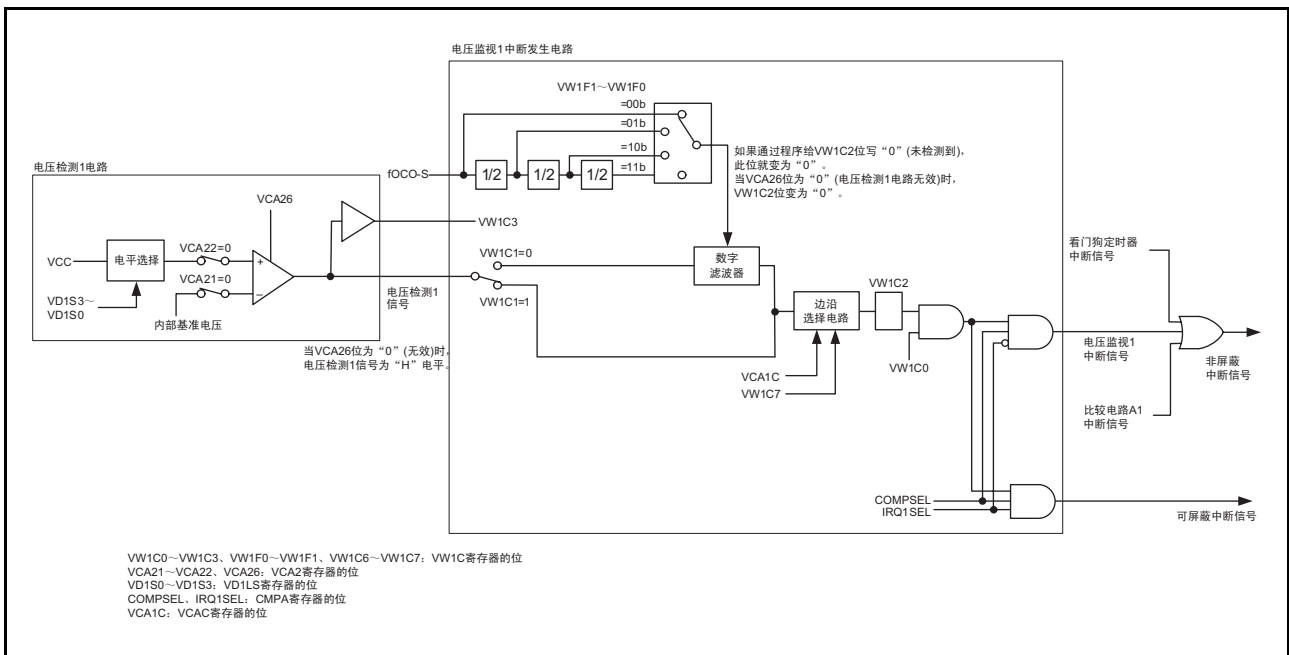 电压监视1中断发生电路
VW1F1～VW1F0
=00b
=01b
=10b
=11b
fOCO-S
1/2
1/2
1/2
如果通过程序给VW1C2位写“0”(未检测到)，
此位就变为“0”。
当VCA26位为“0”(电压检测1电路无效)时，
VW1C2位变为“0”。
电压检测1电路
VCA26
VW1C3
VCC
电平选择
VCA22=0
VCA21=0
+
−
VD1S3～
VD1S0
内部基准电压
电压检测1
信号
当VCA26位为“0”(无效)时，
电压检测1信号为“H”电平。
VW1C1=0
VW1C1=1
数字
滤波器
边沿
选择电路
VW1C2
VCA1C
VW1C7
VW1C0
看门狗定时器
中断信号
电压监视1
中断信号
非屏蔽
中断信号
比较电路A1
中断信号
COMPSEL
IRQ1SEL
可屏蔽中断信号
VW1C0～VW1C3、VW1F0～VW1F1、VW1C6～VW1C7：VW1C寄存器的位
VCA21～VCA22、VCA26：VCA2寄存器的位
VD1S0～VD1S3：VD1LS寄存器的位
COMPSEL、IRQ1SEL：CMPA寄存器的位
VCA1C：VCAC寄存器的位